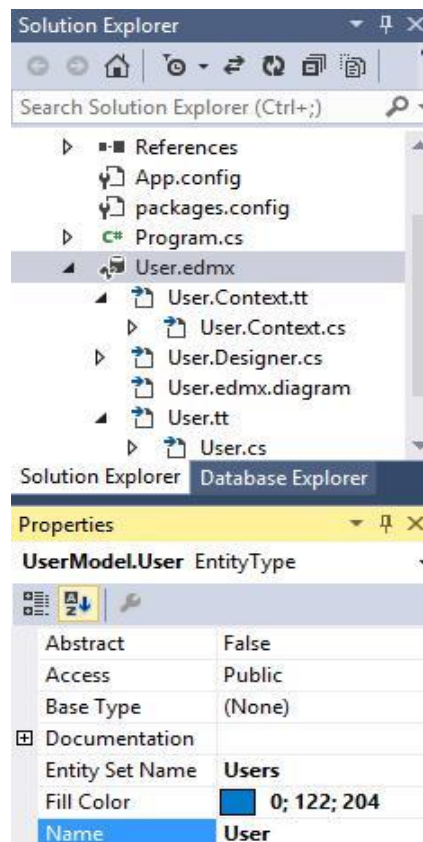 Solution Explorer
Search Solution Explorer (Ctrl+;)
References
App.config
packages.config
C# Program.cs
User.edmx
User.Context.tt
User.Context.cs
User.Designer.cs
User.edmx.diagram
User.tt
User.cs
Solution Explorer Database Explorer
Properties
UserModel.User EntityType
Abstract False
Access Public
Base Type (None)
Documentation
Entity Set Name Users
Fill Color 0; 122; 204
Name User